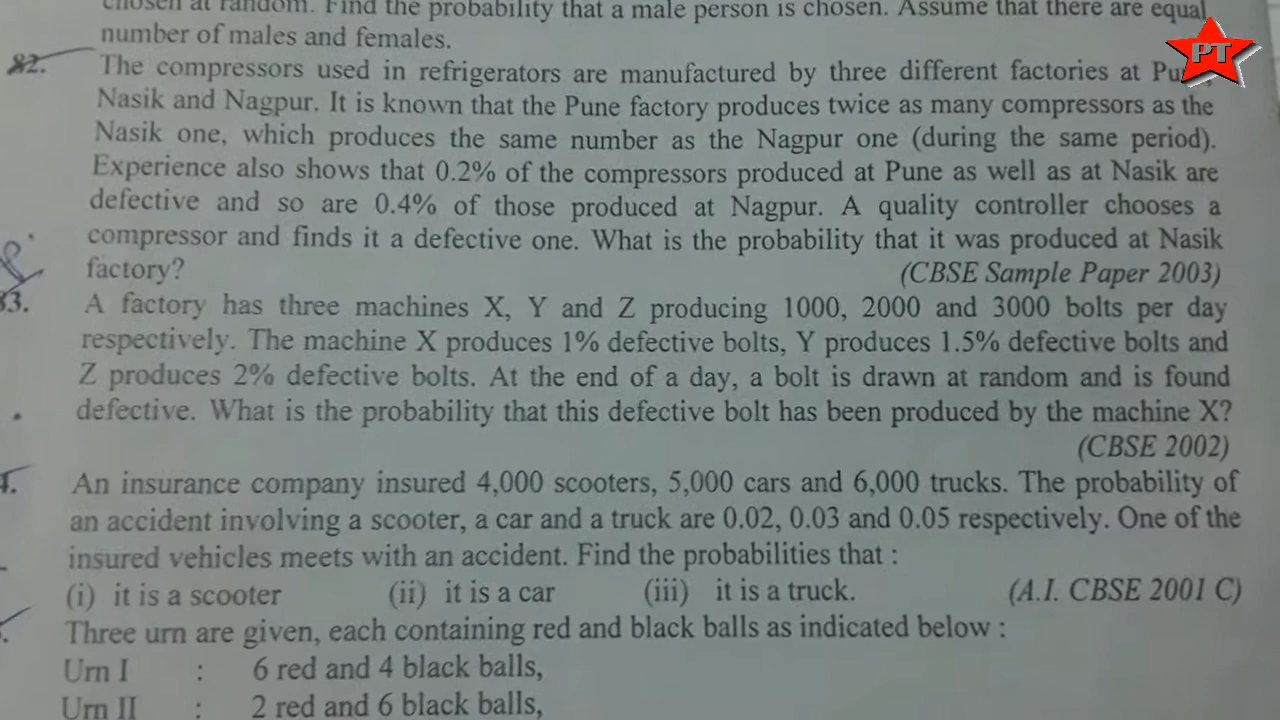 chosen at random. Find the probability that a male person is chosen. Assume that there are equal
number of males and females.
PT
82. The compressors used in refrigerators are manufactured by three different factories at
Nasik and Nagpur. It is known that the Pune factory produces twice as many compressors as the
Nasik one, which produces the same number as the Nagpur one (during the same period).
Experience also shows that 0.2% of the compressors produced at Pune as well as at Nasik are
defective and so are 0.4% of those produced at Nagpur. A quality controller chooses a
compressor and finds it a defective one. What is the probability that it was produced at Nasik
factory? (CBSE Sample Paper 2003)
83. A factory has three machines X, Y and Z producing 1000, 2000 and 3000 bolts per day
respectively. The machine X produces 1% defective bolts, Y produces 1.5% defective bolts and
Z produces 2% defective bolts. At the end of a day, a bolt is drawn at random and is found
defective. What is the probability that this defective bolt has been produced by the machine X?
(CBSE 2002)
An insurance company insured 4,000 scooters, 5,000 cars and 6,000 trucks. The probability of
an accident involving a scooter, a car and a truck are 0.02, 0.03 and 0.05 respectively. One of the
insured vehicles meets with an accident. Find the probabilities that :
(i) it is a scooter (ii) it is a car (iii) it is a truck. (A.I. CBSE 2001 C)
Three urn are given, each containing red and black balls as indicated below :
Urn I : 6 red and 4 black balls,
Urn II : 2 red and 6 black balls,